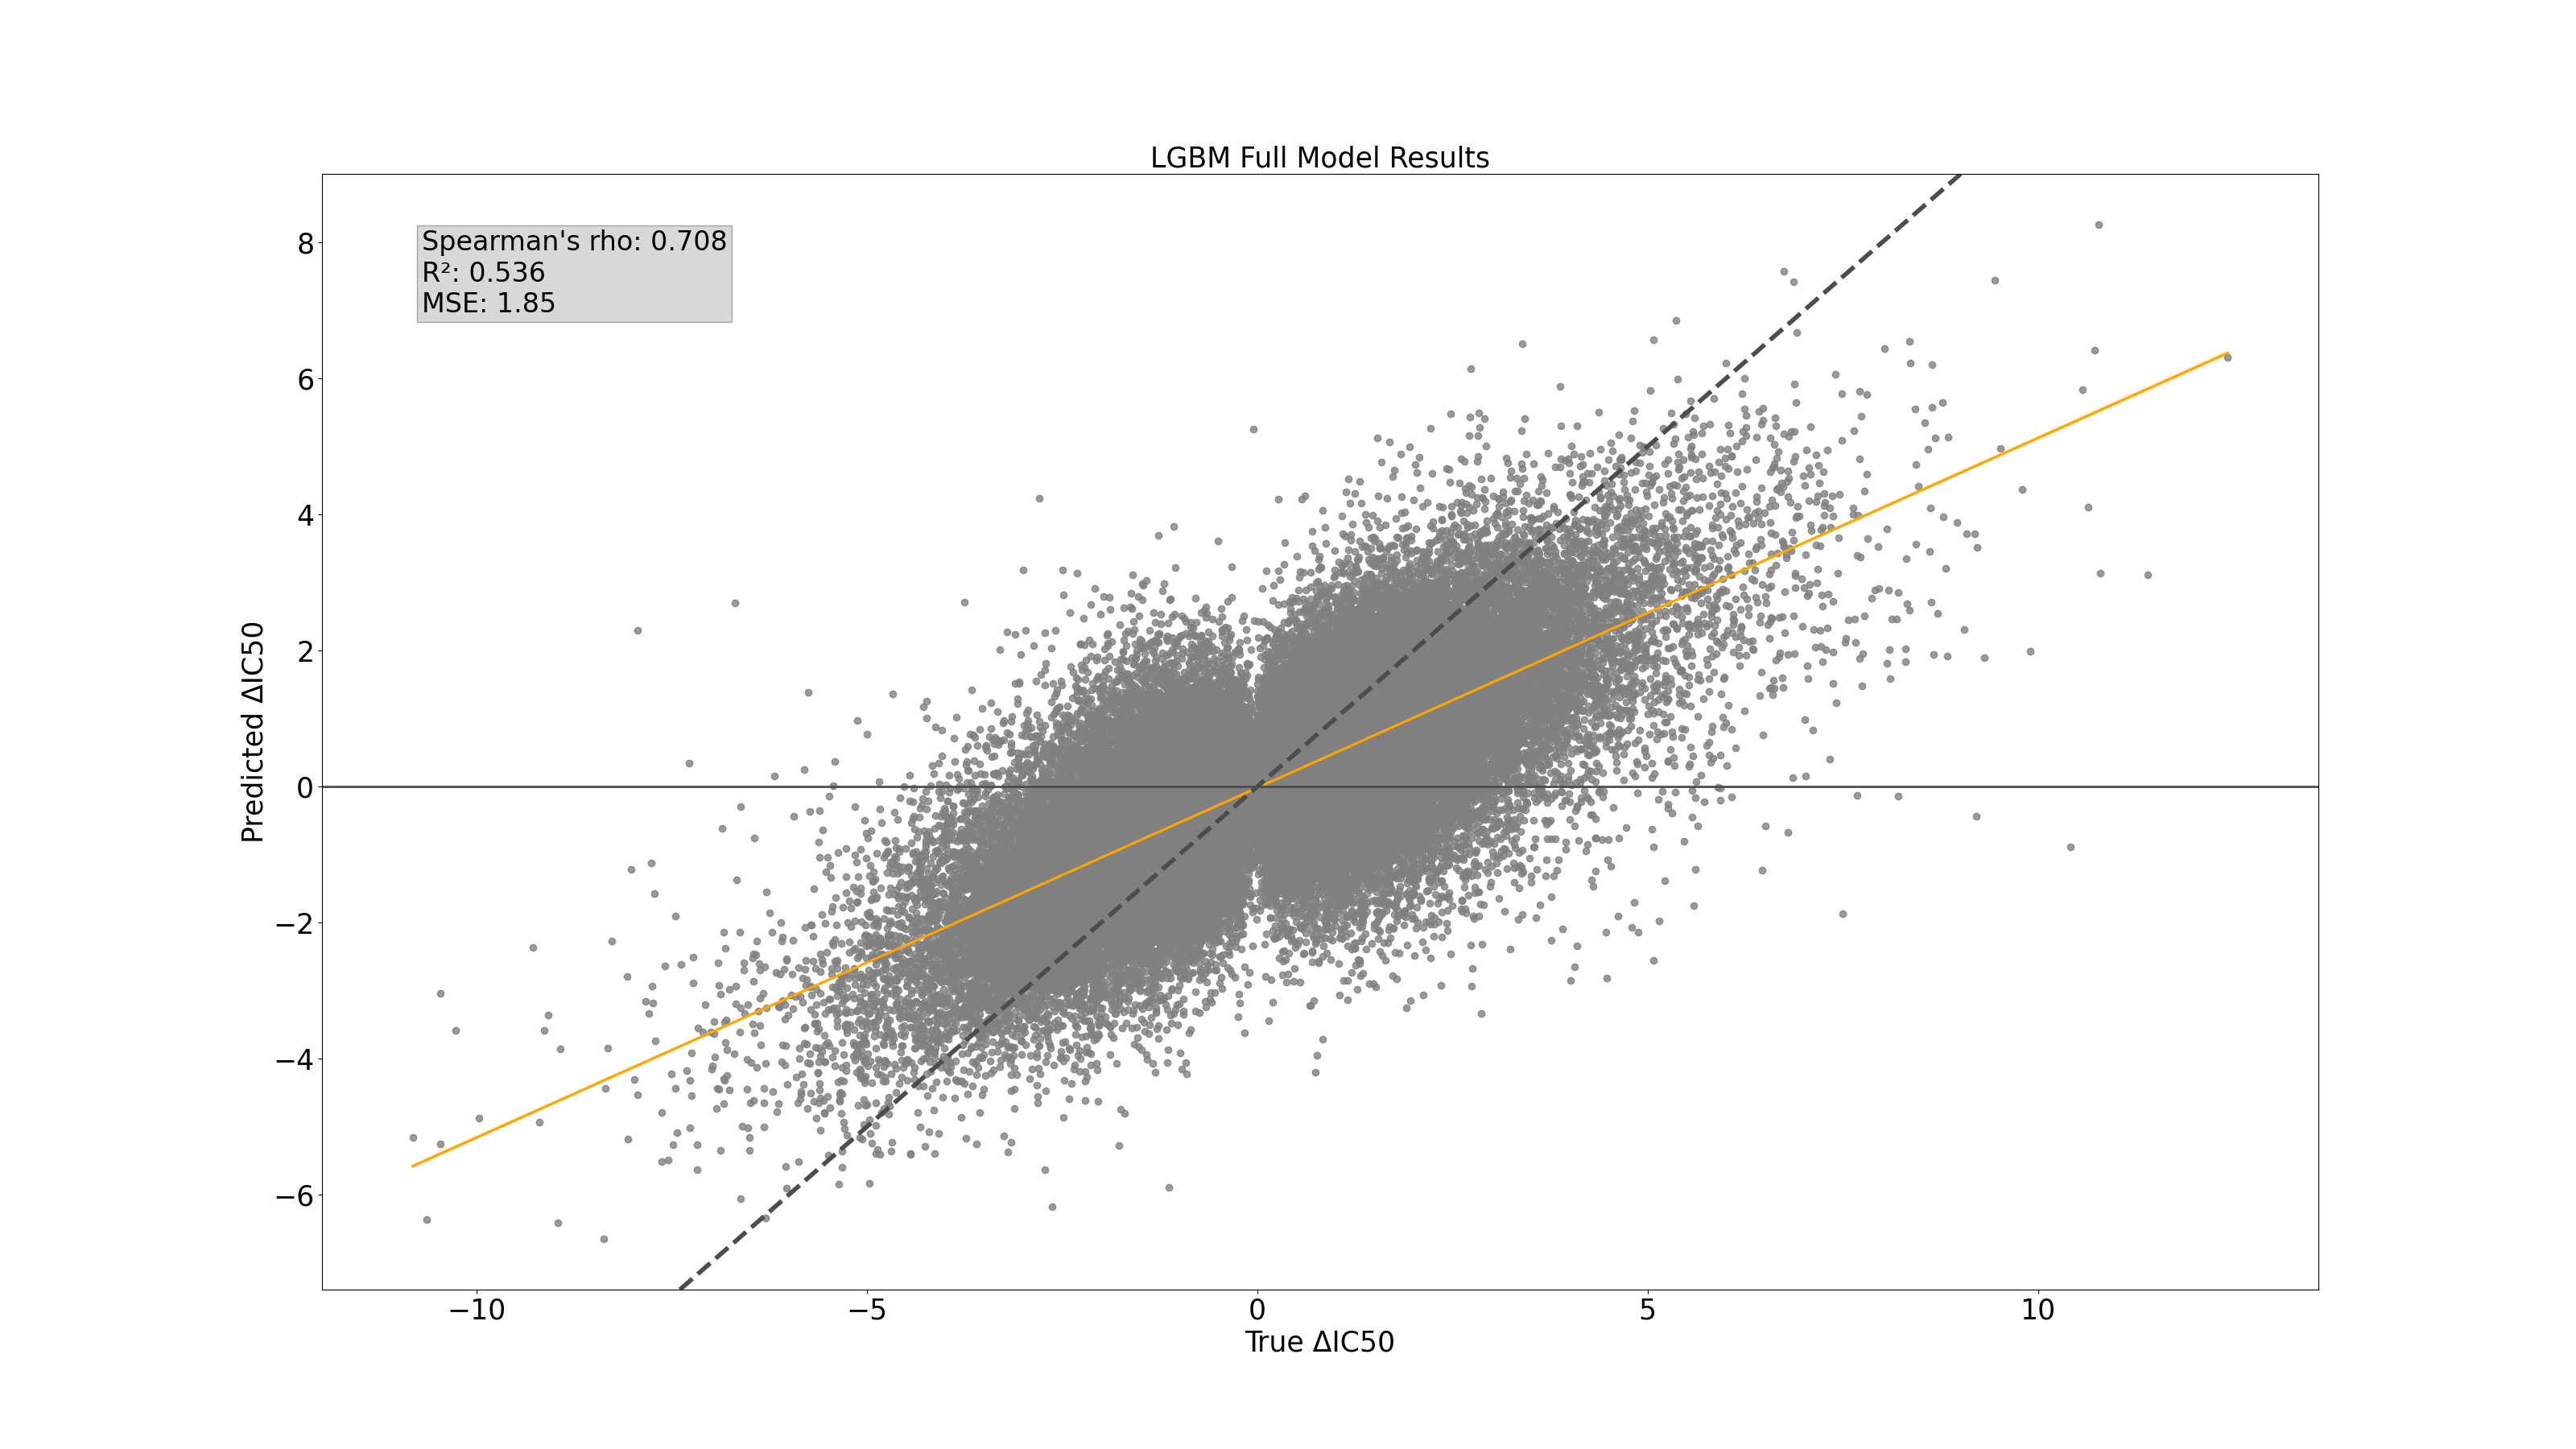 LGBM Full Model Results
Spearman's rho: 0.708
R²: 0.536
MSE: 1.85
8
6
4
2
0
−2
−4
−6
Predicted ΔIC50
−10
−5
0
5
10
True ΔIC50